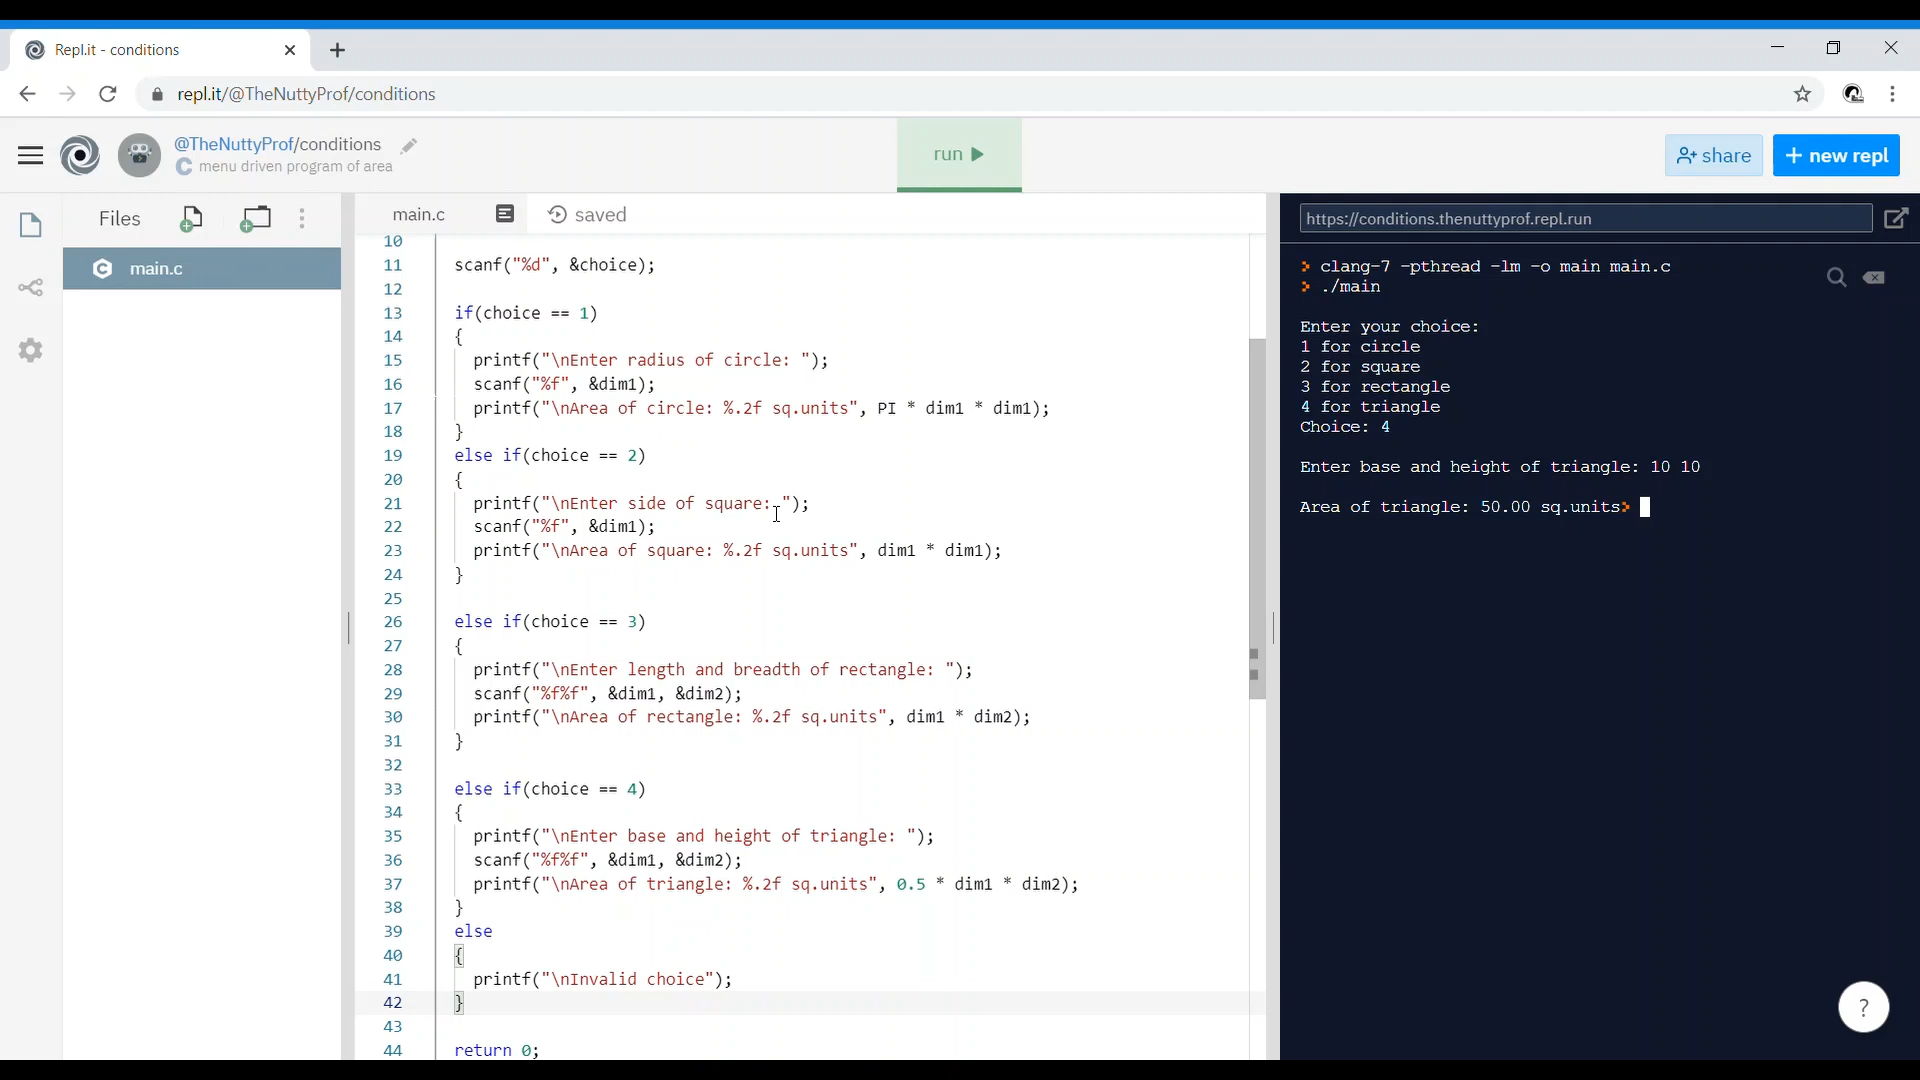 Repl.it - conditions
repl.it/@TheNuttyProf/conditions
@TheNuttyProf/conditions
menu driven program of area
run
share
+ new repl
Files
main.c
main.c
saved
https://conditions.thenuttyprof.repl.run
10
11 scanf("%d", &choice);
12
13 if(choice == 1)
14 {
15 printf("\nEnter radius of circle: ");
16 scanf("%f", &dim1);
17 printf("\nArea of circle: %.2f sq.units", PI * dim1 * dim1);
18 }
19 else if(choice == 2)
20 {
21 printf("\nEnter side of square: ");
22 scanf("%f", &dim1);
23 printf("\nArea of square: %.2f sq.units", dim1 * dim1);
24 }
25
26 else if(choice == 3)
27 {
28 printf("\nEnter length and breadth of rectangle: ");
29 scanf("%f%f", &dim1, &dim2);
30 printf("\nArea of rectangle: %.2f sq.units", dim1 * dim2);
31 }
32
33 else if(choice == 4)
34 {
35 printf("\nEnter base and height of triangle: ");
36 scanf("%f%f", &dim1, &dim2);
37 printf("\nArea of triangle: %.2f sq.units", 0.5 * dim1 * dim2);
38 }
39 else
40 {
41 printf("\nInvalid choice");
42 }
43
44 return 0;
> clang-7 -pthread -lm -o main main.c
> ./main
Enter your choice:
1 for circle
2 for square
3 for rectangle
4 for triangle
Choice: 4
Enter base and height of triangle: 10 10
Area of triangle: 50.00 sq.units>
?